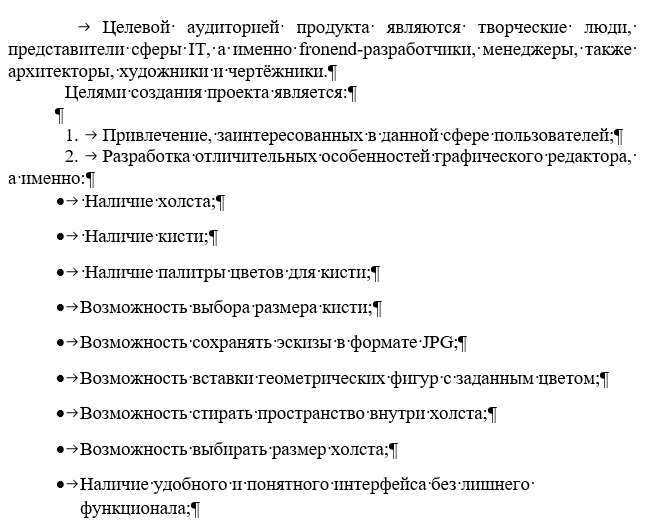 Целевой аудиторией продукта являются творческие люди,
представители сферы IT, а именно fronend-разработчики, менеджеры, также
архитекторы, художники и чертёжники.
Целями создания проекта является:
1. Привлечение, заинтересованных в данной сфере пользователей;
2. Разработка отличительных особенностей графического редактора,
а именно:
• Наличие холста;
• Наличие кисти;
• Наличие палитры цветов для кисти;
• Возможность выбора размера кисти;
• Возможность сохранять эскизы в формате JPG;
• Возможность вставки геометрических фигур с заданным цветом;
• Возможность стирать пространство внутри холста;
• Возможность выбирать размер холста;
• Наличие удобного и понятного интерфейса без лишнего
функционала;